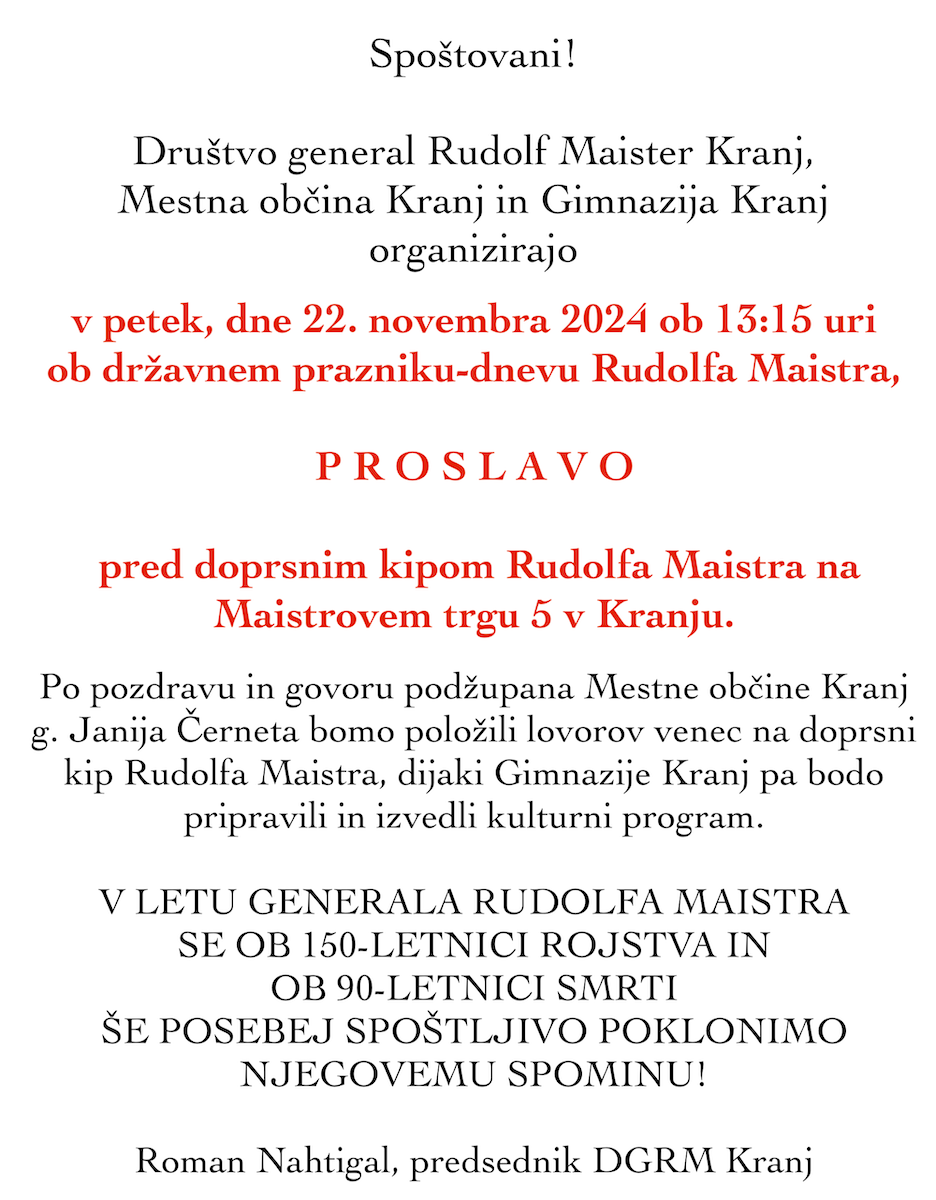 Spoštovani!
Društvo general Rudolf Maister Kranj,
Mestna občina Kranj in Gimnazija Kranj
organizirajo
v petek, dne 22. novembra 2024 ob 13:15 uri
ob državnem prazniku-dnevu Rudolfa Maistra,
P R O S L A V O
pred doprsnim kipom Rudolfa Maistra na
Maistrovem trgu 5 v Kranju.
Po pozdravu in govoru podžupana Mestne občine Kranj
g. Janija Černeta bomo položili lovorov venec na doprsni
kip Rudolfa Maistra, dijaki Gimnazije Kranj pa bodo
pripravili in izvedli kulturni program.
V LETU GENERALA RUDOLFA MAISTRA
SE OB 150-LETNICI ROJSTVA IN
OB 90-LETNICI SMRTI
ŠE POSEBEJ SPOŠTLJIVO POKLONIMO
NJEGOVEMU SPOMINU!
Roman Nahtigal, predsednik DGRM Kranj